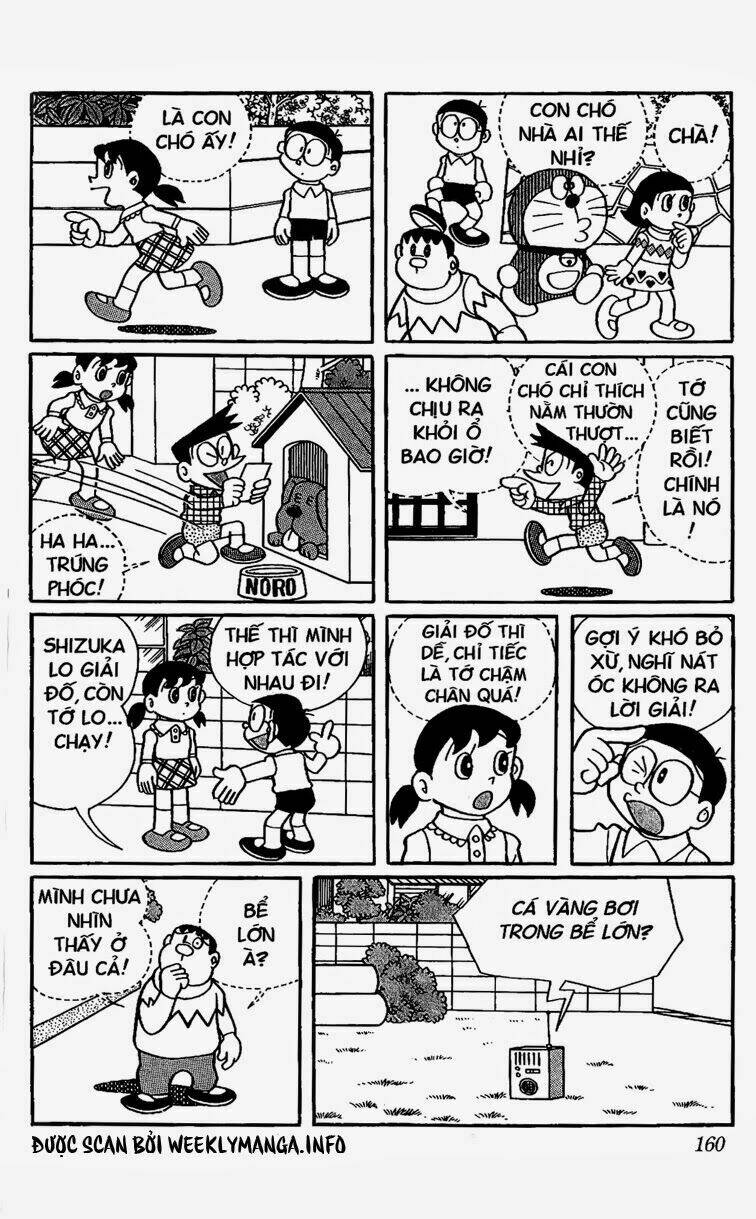 CHÀ!
CON CHÓ
NHÀ AI THẾ
NHỈ?
LÀ CON
CHÓ ẤY!
TỚ
CŨNG
BIẾT
RỒI!
CHÍNH
LÀ NÓ
!
CÁI CON
CHÓ CHỈ THÍCH
NẰM THƯỜN
THƯỢT...
... KHÔNG
CHỊU RA
KHỎI Ổ
BAO GIỜ!
HA HA...
TRÚNG
PHÓC!
NORO
GỢI Ý KHÓ BỎ
XỪ, NGHĨ NÁT
ÓC KHÔNG RA
LỜI GIẢI!
GIẢI ĐỐ THÌ
DỄ, CHỈ TIẾC
LÀ TỚ CHẬM
CHÂN QUÁ!
THẾ THÌ MÌNH
HỢP TÁC VỚI
NHAU ĐI!
SHIZUKA
LO GIẢI
ĐỐ, CÒN
TỚ LO...
CHẠY!
CÁ VÀNG BƠI
TRONG BỂ LỚN?
BỂ
LỚN
À?
MÌNH CHƯA
NHÌN
THẤY Ở
ĐÂU CẢ!
ĐƯỢC SCAN BỞI WEEKLYMANGA.INFO
160